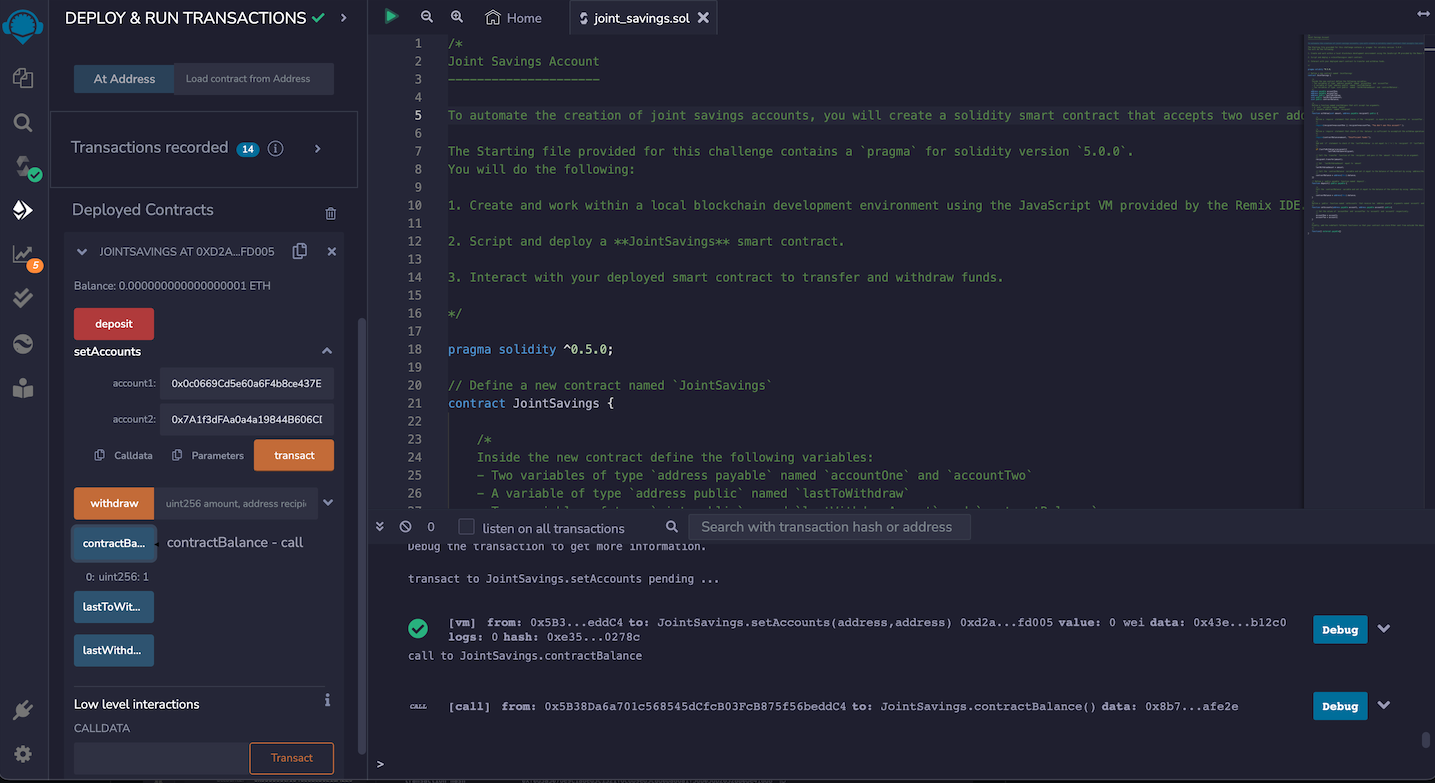 DEPLOY & RUN TRANSACTIONS
At Address
Load contract from Address
Transactions recorded 14
Deployed Contracts
5
JOINTSAVINGS AT 0XD2A...FD005
Balance: 0.000000000000000001 ETH
deposit
setAccounts
account1: 0x0c0669Cd5e60a6F4b8ce437E
account2: 0x7A1f3dFAa0a4a19844B606CD
Calldata
Parameters
transact
withdraw
uint256 amount, address recipi
contractBa...
contractBalance - call
0: uint256: 1
lastToWit...
lastWithd...
Low level interactions
CALLDATA
Transact
Home
joint_savings.sol
1 /*
2 Joint Savings Account
3 ---------------------
4
5 To automate the creation of joint savings accounts, you will create a solidity smart contract that accepts two user add
6
7 The Starting file provided for this challenge contains a `pragma` for solidity version `5.0.0`.
8 You will do the following:
9
10 1. Create and work within a local blockchain development environment using the JavaScript VM provided by the Remix IDE.
11
12 2. Script and deploy a **JointSavings** smart contract.
13
14 3. Interact with your deployed smart contract to transfer and withdraw funds.
15
16 */
17
18 pragma solidity ^0.5.0;
19
20 // Define a new contract named `JointSavings`
21 contract JointSavings {
22
23 /*
24 Inside the new contract define the following variables:
25 - Two variables of type `address payable` named `accountOne` and `accountTwo`
26 - A variable of type `address public` named `lastToWithdraw`
0
listen on all transactions
Search with transaction hash or address
Debug the transaction to get more information.
transact to JointSavings.setAccounts pending ...
[vm] from: 0x5B3...eddC4 to: JointSavings.setAccounts(address,address) 0xd2a...fd005 value: 0 wei data: 0x43e...b12c0
logs: 0 hash: 0xe35...0278c
Debug
call to JointSavings.contractBalance
CALL [call] from: 0x5B38Da6a701c568545dCfcB03FcB875f56beddC4 to: JointSavings.contractBalance() data: 0x8b7...afe2e
Debug
>